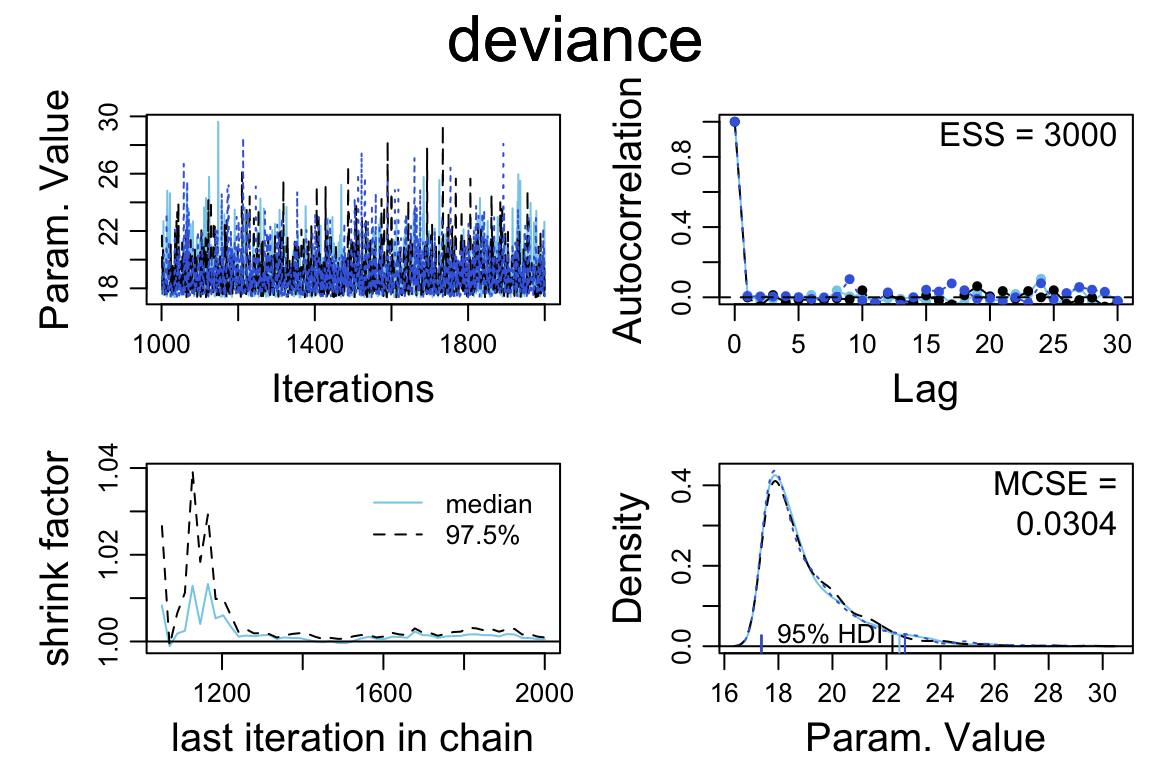 deviance
Param. Value
18 22 26 30
1000 1400 1800
Iterations
Autocorrelation
0.0 0.4 0.8
ESS = 3000
0 5 10 15 20 25 30
Lag
shrink factor
1.00 1.02 1.04
median
97.5%
1200 1600 2000
last iteration in chain
Density
0.0 0.2 0.4
MCSE =
0.0304
95% HDI
16 18 20 22 24 26 28 30
Param. Value